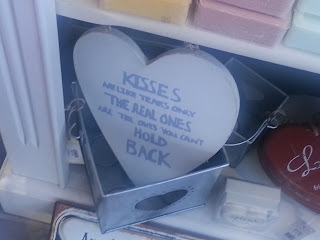 KISSES
ARE LIKE TEARS ONLY
THE REAL ONES
ARE THE ONES YOU CAN'T
HOLD
BACK